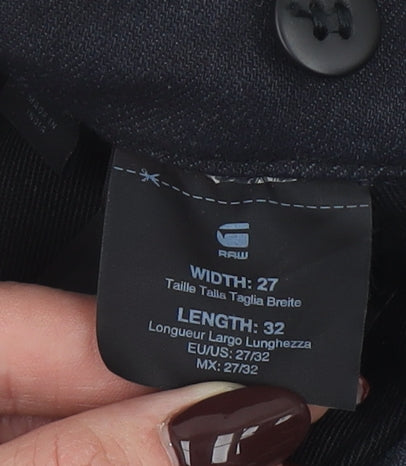 G
RAW
WIDTH: 27
Taille Talla Taglia Breite
LENGTH: 32
Longueur Largo Lunghezza
EU/US: 27/32
MX: 27/32